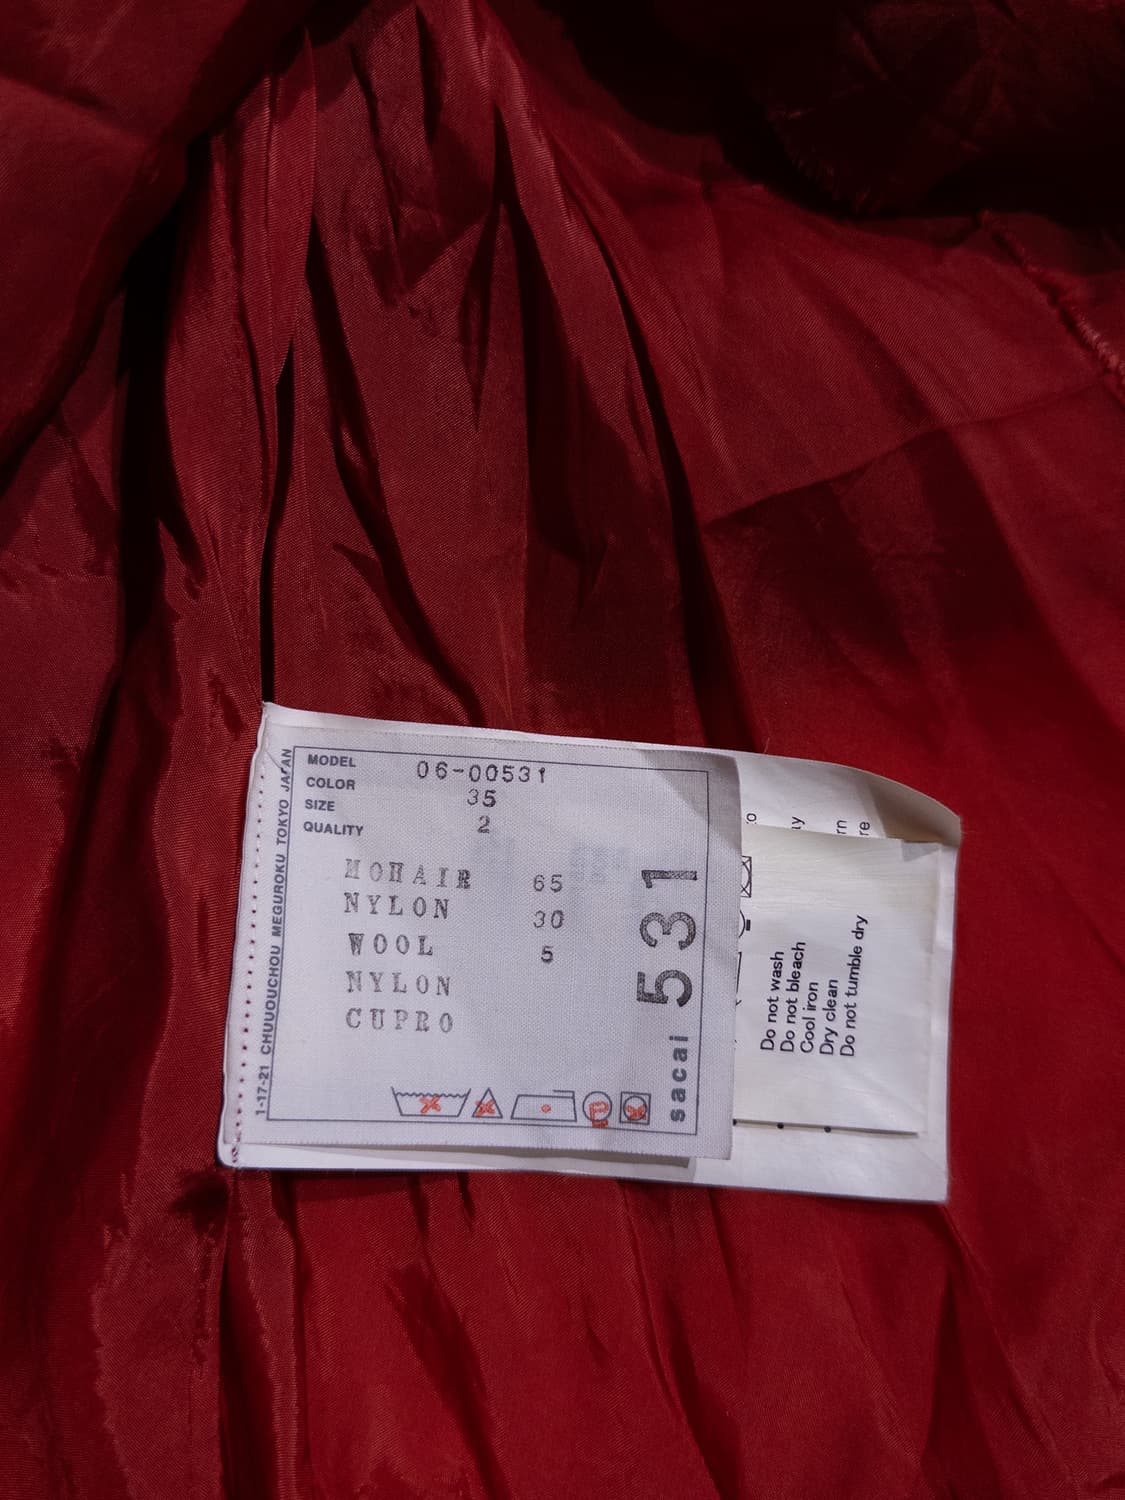 MODEL 06-00531
COLOR 35
SIZE 2
QUALITY
MOHAIR 65
NYLON 30
WOOL 5
NYLON
CUPRO
sacai 531
1-17-21 CHUUOUCHOU MEGUROKU TOKYO JAPAN
Do not wash
Do not bleach
Cool iron
Dry clean
Do not tumble dry